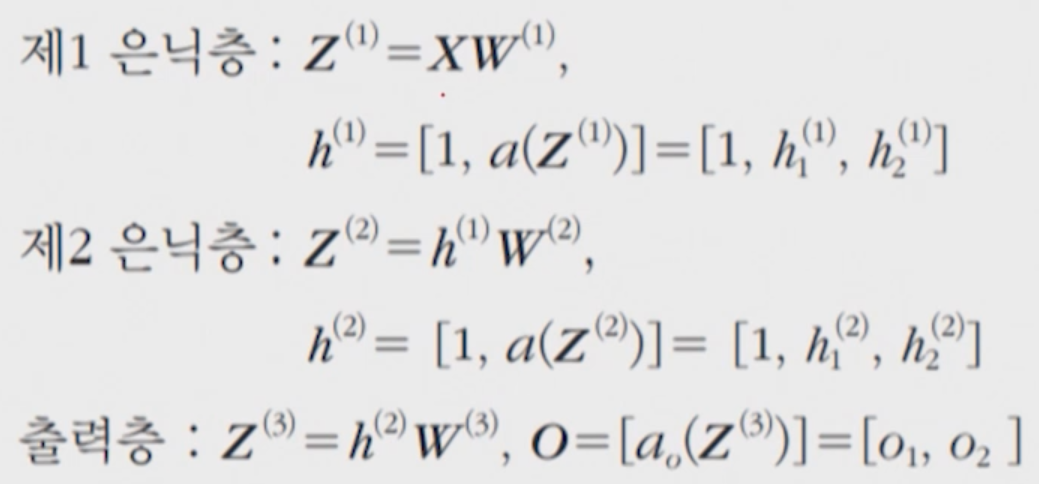 제1 은닉층 : Z⁽¹⁾=XW⁽¹⁾,
h⁽¹⁾=[1, a(Z⁽¹⁾)]=[1, h₁⁽¹⁾, h₂⁽¹⁾]
제2 은닉층 : Z⁽²⁾=h⁽¹⁾W⁽²⁾,
h⁽²⁾= [1, a(Z⁽²⁾)]= [1, h₁⁽²⁾, h₂⁽²⁾]
출력층 : Z⁽³⁾=h⁽²⁾W⁽³⁾, O=[aₒ(Z⁽³⁾)]=[o₁, o₂ ]